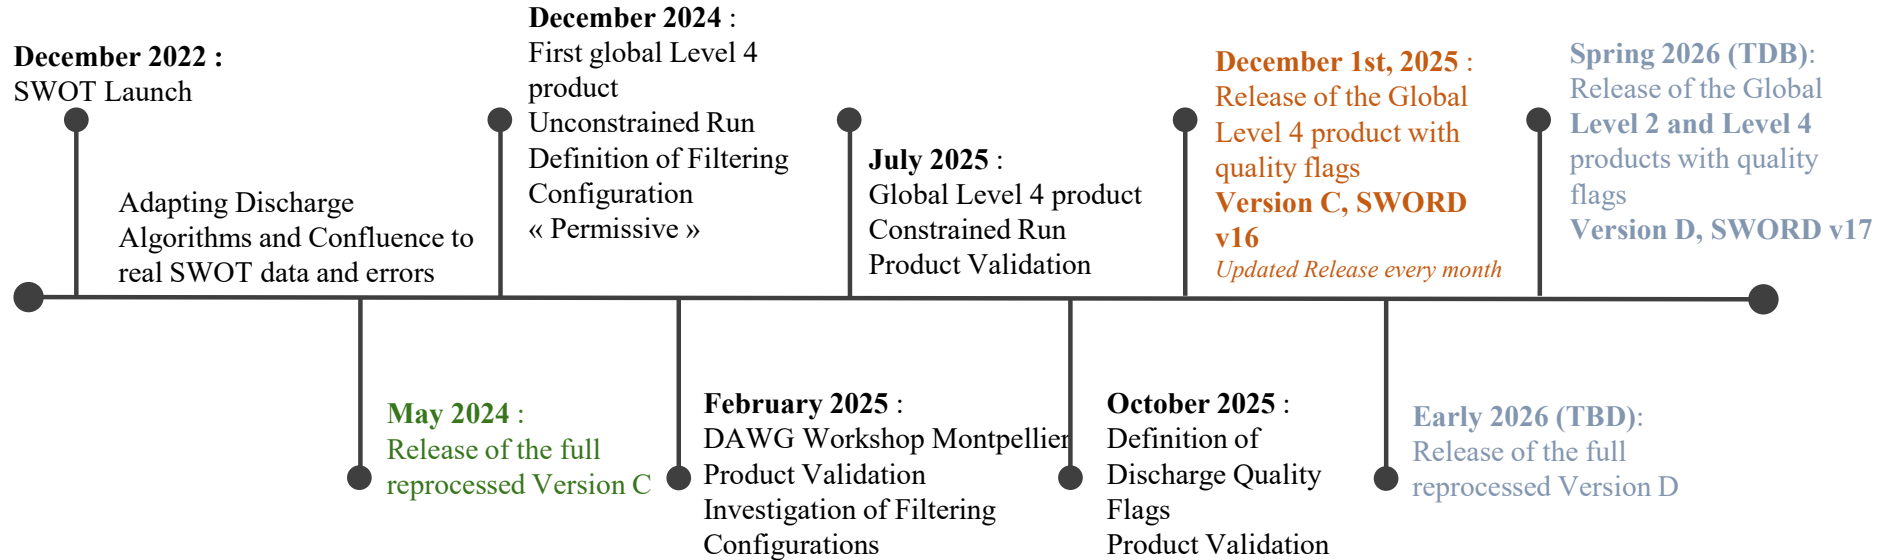 December 2022 :
SWOT Launch
Adapting Discharge
Algorithms and Confluence to
real SWOT data and errors
May 2024 :
Release of the full
reprocessed Version C
December 2024 :
First global Level 4
product
Unconstrained Run
Definition of Filtering
Configuration
« Permissive »
February 2025 :
DAWG Workshop Montpellier
Product Validation
Investigation of Filtering
Configurations
July 2025 :
Global Level 4 product
Constrained Run
Product Validation
October 2025 :
Definition of
Discharge Quality
Flags
Product Validation
December 1st, 2025 :
Release of the Global
Level 4 product with
quality flags
Version C, SWORD
v16
Updated Release every month
Early 2026 (TBD):
Release of the full
reprocessed Version D
Spring 2026 (TDB):
Release of the Global
Level 2 and Level 4
products with quality
flags
Version D, SWORD v17